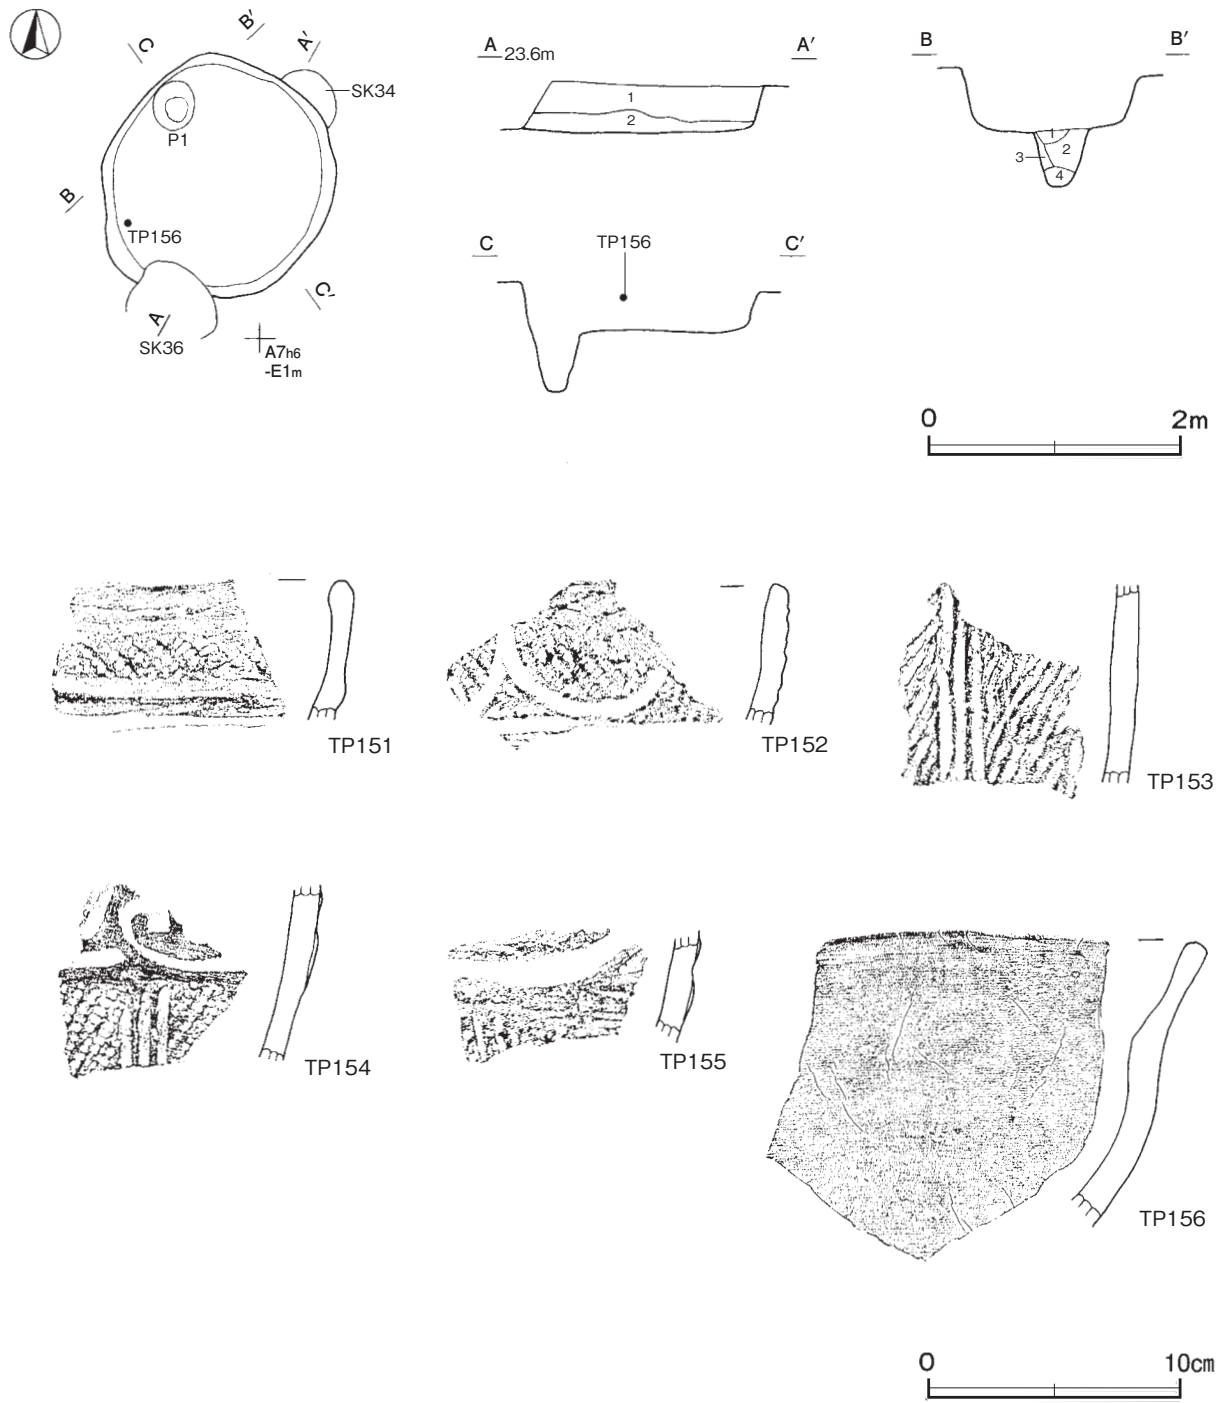 B′
C
A′
SK34
P1
B
TP156
C′
A
SK36
A7h6
-E1m
A 23.6m A′
1
2
B B′
1
2
3
4
C TP156 C′
0 2m
TP151
TP152
TP153
TP154
TP155
TP156
0 10cm